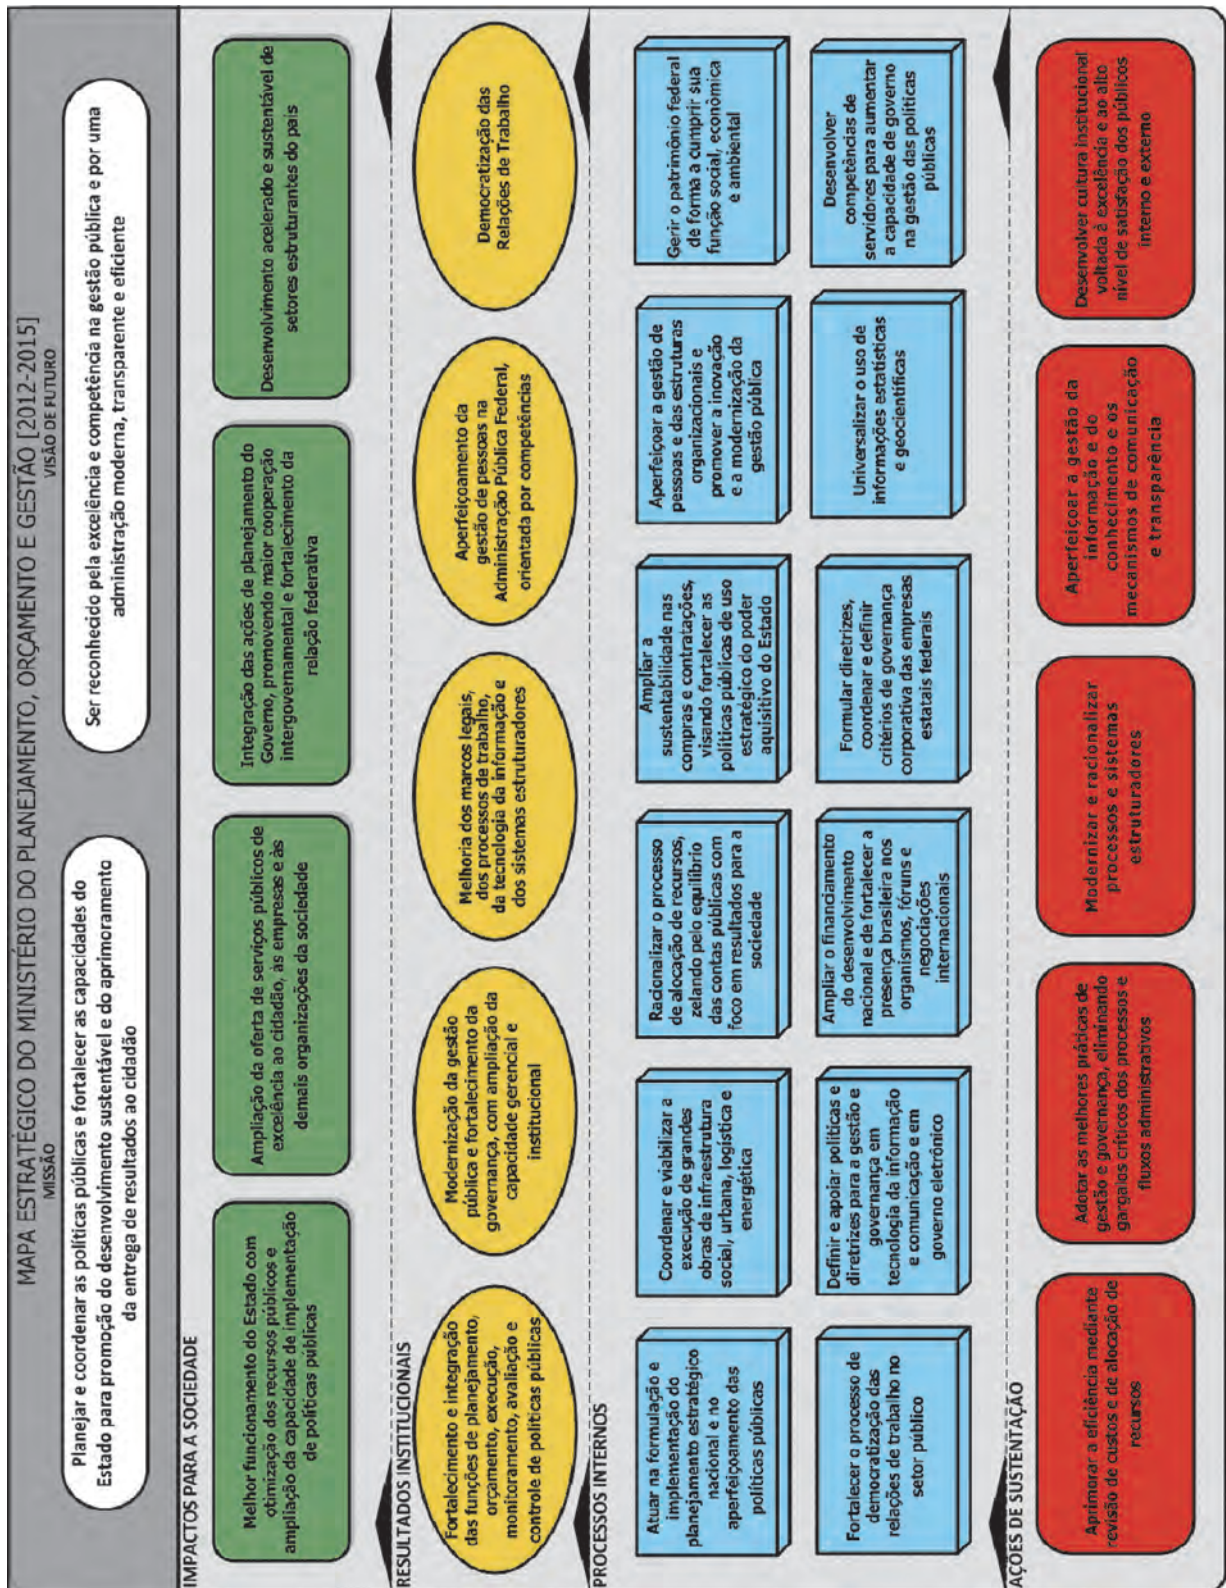 MAPA ESTRATÉGICO DO MINISTÉRIO DO PLANEJAMENTO, ORÇAMENTO E GESTÃO [2012-2015]
MISSÃO
Planejar e coordenar as políticas públicas e fortalecer as capacidades do
Estado para promoção do desenvolvimento sustentável e do aprimoramento
da entrega de resultados ao cidadão
VISÃO DE FUTURO
Ser reconhecido pela excelência e competência na gestão pública e por uma
administração moderna, transparente e eficiente
IMPACTOS PARA A SOCIEDADE
Melhor funcionamento do Estado com
otimização dos recursos públicos e
ampliação da capacidade de implementação
de políticas públicas
Ampliação da oferta de serviços públicos de
excelência ao cidadão, às empresas e às
demais organizações da sociedade
Integração das ações de planejamento do
Governo, promovendo maior cooperação
intergovernamental e fortalecimento da
relação federativa
Desenvolvimento acelerado e sustentável de
setores estruturantes do país
RESULTADOS INSTITUCIONAIS
Fortalecimento e integração
das funções de planejamento,
orçamento, execução,
monitoramento, avaliação e
controle de políticas públicas
Modernização da gestão
pública e fortalecimento da
governança, com ampliação da
capacidade gerencial e
institucional
Melhoria dos marcos legais,
dos processos de trabalho,
da tecnologia da informação e
dos sistemas estruturadores
Aperfeiçoamento da
gestão de pessoas na
Administração Pública Federal,
orientada por competências
Democratização das
Relações de Trabalho
PROCESSOS INTERNOS
Atuar na formulação e
implementação do
planejamento estratégico
nacional e no
aperfeiçoamento das
políticas públicas
Coordenar e viabilizar a
execução de grandes
obras de infraestrutura
social, urbana, logística e
energética
Racionalizar o processo
de alocação de recursos,
zelando pelo equilíbrio
das contas públicas com
foco em resultados para a
sociedade
Ampliar a
sustentabilidade nas
compras e contratações,
visando fortalecer as
políticas públicas de uso
estratégico do poder
aquisitivo do Estado
Aperfeiçoar a gestão de
pessoas e das estruturas
organizacionais e
promover a inovação
e a modernização da
gestão pública
Gerir o patrimônio federal
de forma a cumprir sua
função social, econômica
e ambiental
Fortalecer o processo de
democratização das
relações de trabalho no
setor público
Definir e apoiar políticas e
diretrizes para a gestão e
governança em
tecnologia da informação
e comunicação e em
governo eletrônico
Ampliar o financiamento
do desenvolvimento
nacional e de fortalecer a
presença brasileira nos
organismos, fóruns e
negociações
internacionais
Formular diretrizes,
coordenar e definir
critérios de governança
corporativa das empresas
estatais federais
Universalizar o uso de
informações estatísticas
e geocientíficas
Desenvolver
competências de
servidores para aumentar
a capacidade de governo
na gestão das políticas
públicas
AÇÕES DE SUSTENTAÇÃO
Aprimorar a eficiência mediante
revisão de custos e de alocação de
recursos
Adotar as melhores práticas de
gestão e governança, eliminando
gargalos críticos dos processos e
fluxos administrativos
Modernizar e racionalizar
processos e sistemas
estruturadores
Aperfeiçoer a gestão da
informação e do
conhecimento e os
mecanismos de comunicação
e transparência
Desenvolver cultura institucional
voltada à excelência e ao alto
nível de satisfação dos públicos
interno e externo